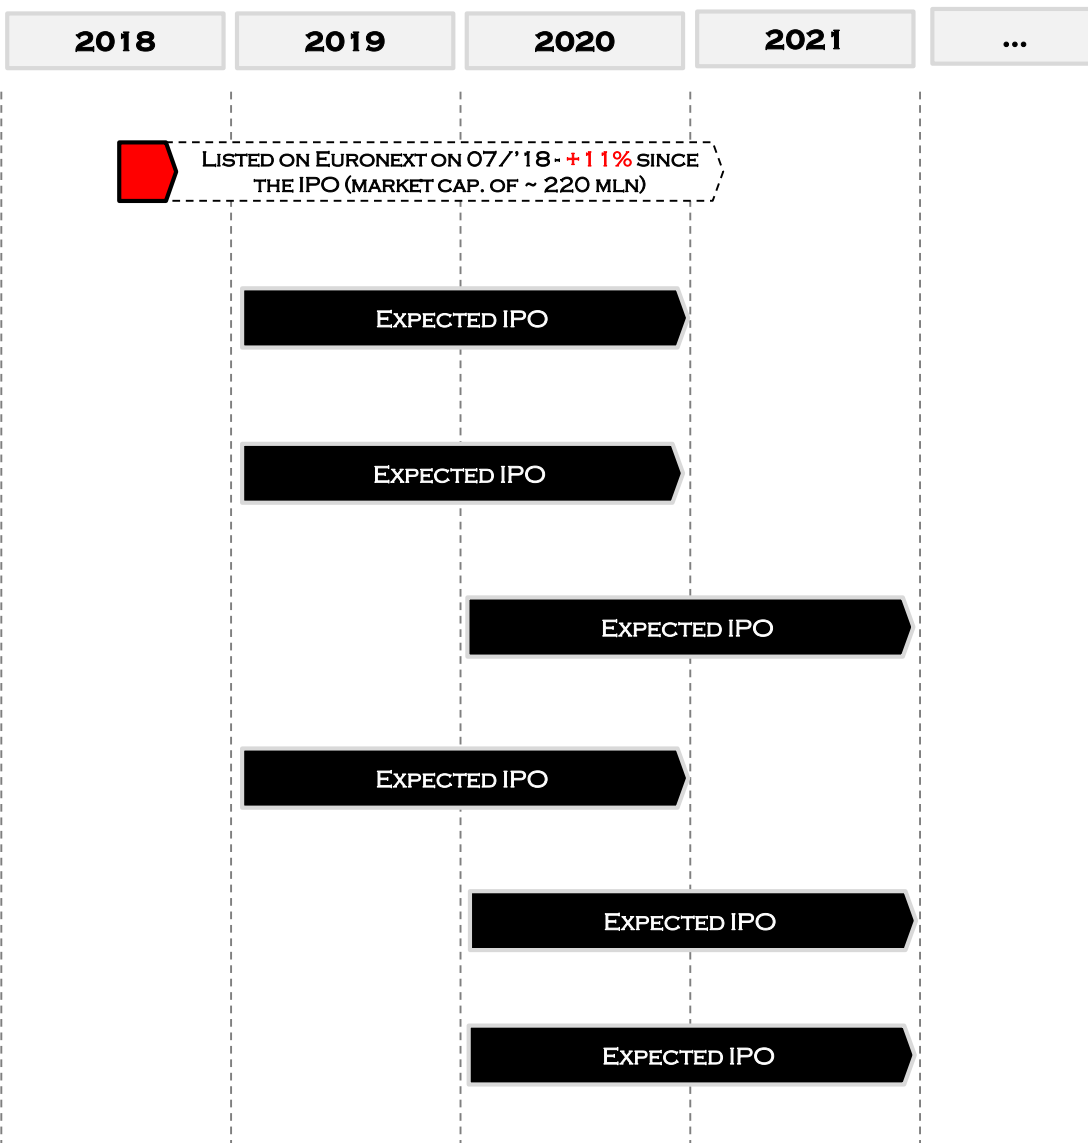 2018 2019 2020 2021 ...
Listed on Euronext on 07/'18 - +11% since
the IPO (market cap. of ~ 220 mln)
Expected IPO
Expected IPO
Expected IPO
Expected IPO
Expected IPO
Expected IPO